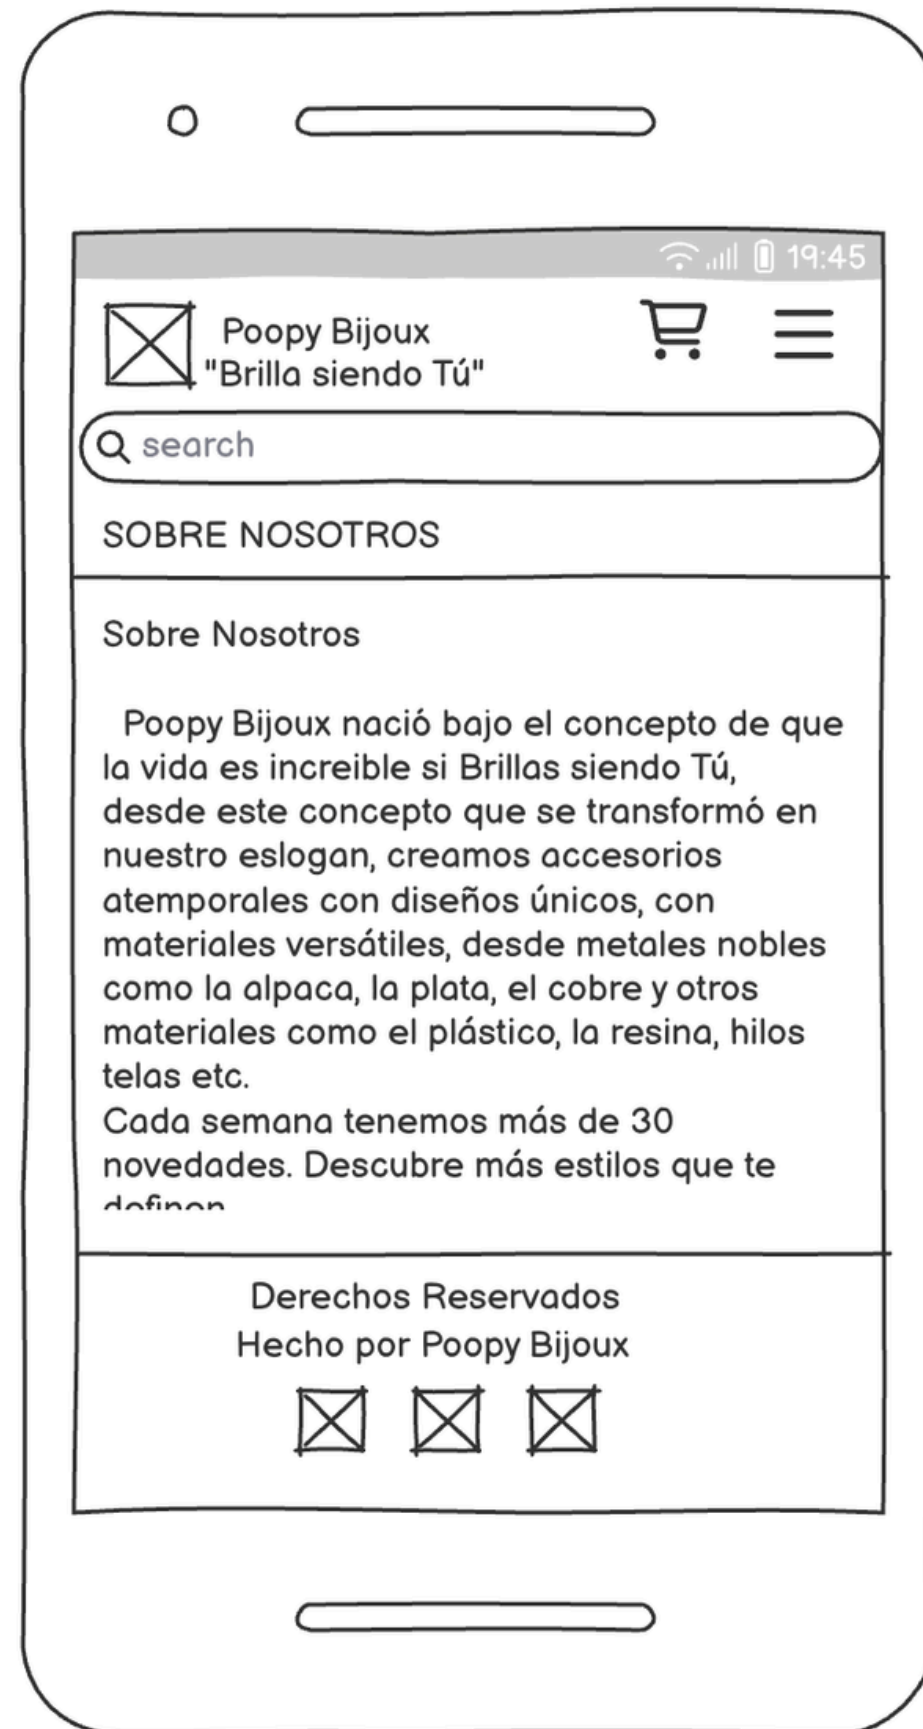 19:45
Poopy Bijoux
"Brilla siendo Tú"
search
SOBRE NOSOTROS
Sobre Nosotros
Poopy Bijoux nació bajo el concepto de que
la vida es increible si Brillas siendo Tú,
desde este concepto que se transformó en
nuestro eslogan, creamos accesorios
atemporales con diseños únicos, con
materiales versátiles, desde metales nobles
como la alpaca, la plata, el cobre y otros
materiales como el plástico, la resina, hilos
telas etc.
Cada semana tenemos más de 30
novedades. Descubre más estilos que te
definen
Derechos Reservados
Hecho por Poopy Bijoux